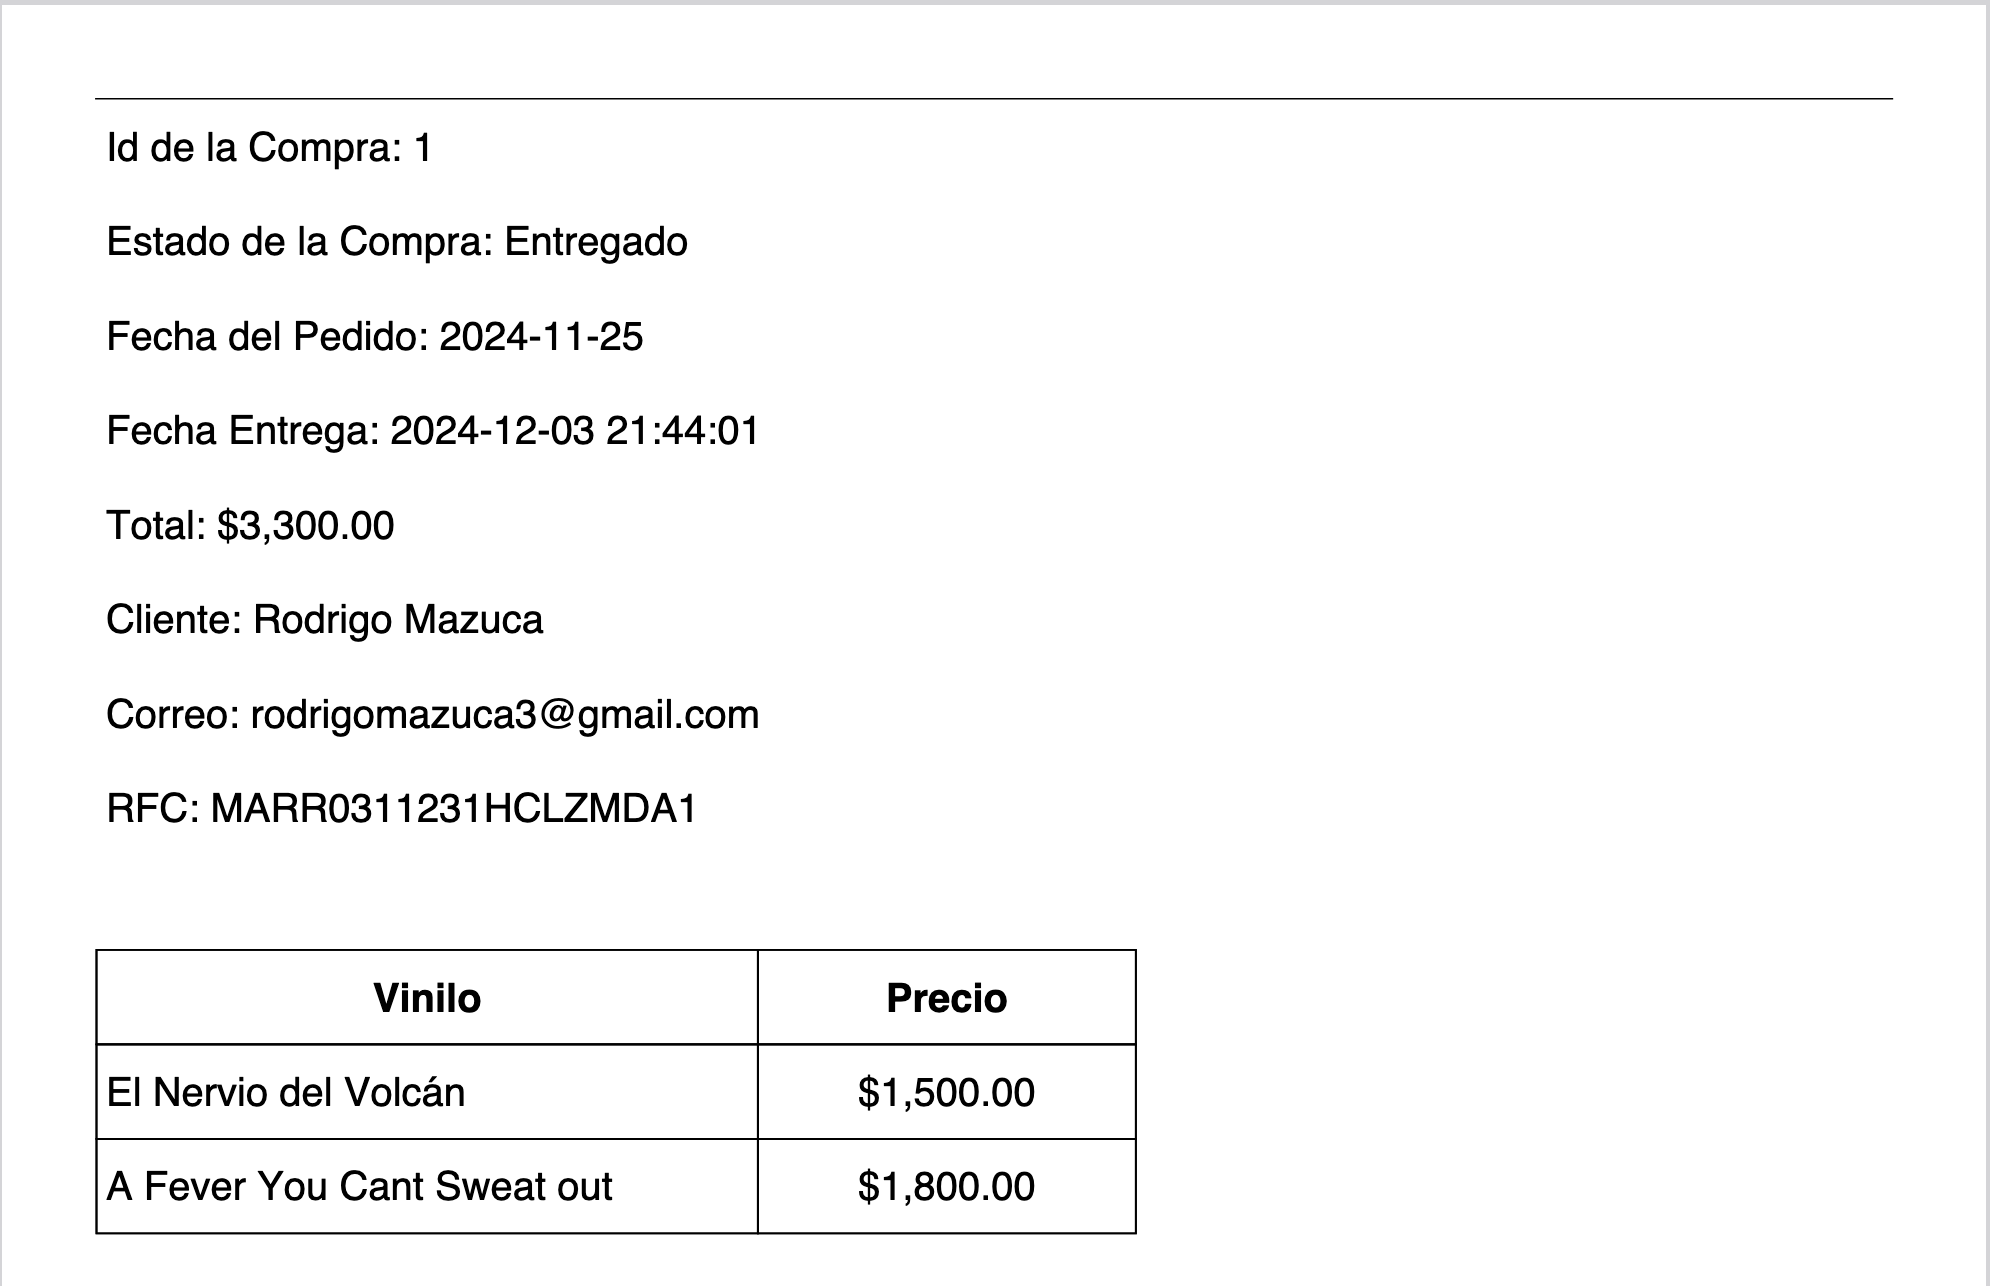 Id de la Compra: 1
Estado de la Compra: Entregado
Fecha del Pedido: 2024-11-25
Fecha Entrega: 2024-12-03 21:44:01
Total: $3,300.00
Cliente: Rodrigo Mazuca
Correo: rodrigomazuca3@gmail.com
RFC: MARR0311231HCLZMDA1
Vinilo Precio
El Nervio del Volcán $1,500.00
A Fever You Cant Sweat out $1,800.00